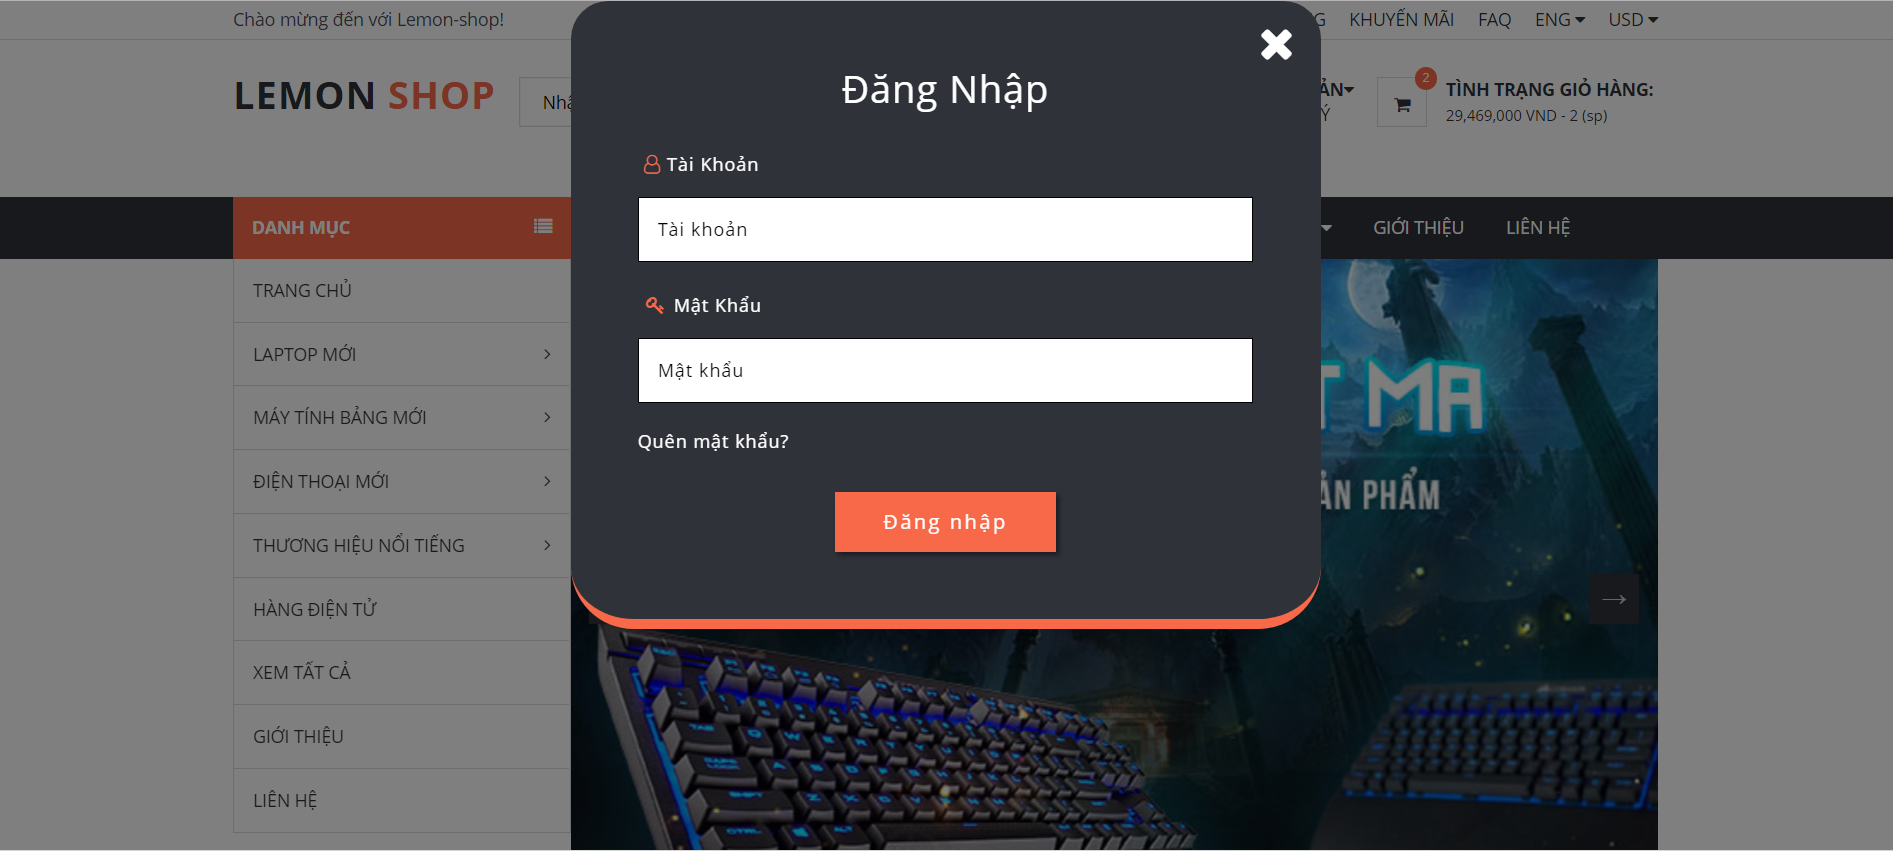 Chào mừng đến với Lemon-shop!
G KHUYẾN MÃI FAQ ENG USD
LEMON SHOP
Nhậ
ẢN
Ý
2
TÌNH TRẠNG GIỎ HÀNG:
29,469,000 VND - 2 (sp)
Đăng Nhập
Tài Khoản
Tài khoản
Mật Khẩu
Mật khẩu
Quên mật khẩu?
Đăng nhập
DANH MỤC
GIỚI THIỆU LIÊN HỆ
TRANG CHỦ
LAPTOP MỚI
MÁY TÍNH BẢNG MỚI
ĐIỆN THOẠI MỚI
THƯƠNG HIỆU NỔI TIẾNG
HÀNG ĐIỆN TỬ
XEM TẤT CẢ
GIỚI THIỆU
LIÊN HỆ
T MA
ẢN PHẨM